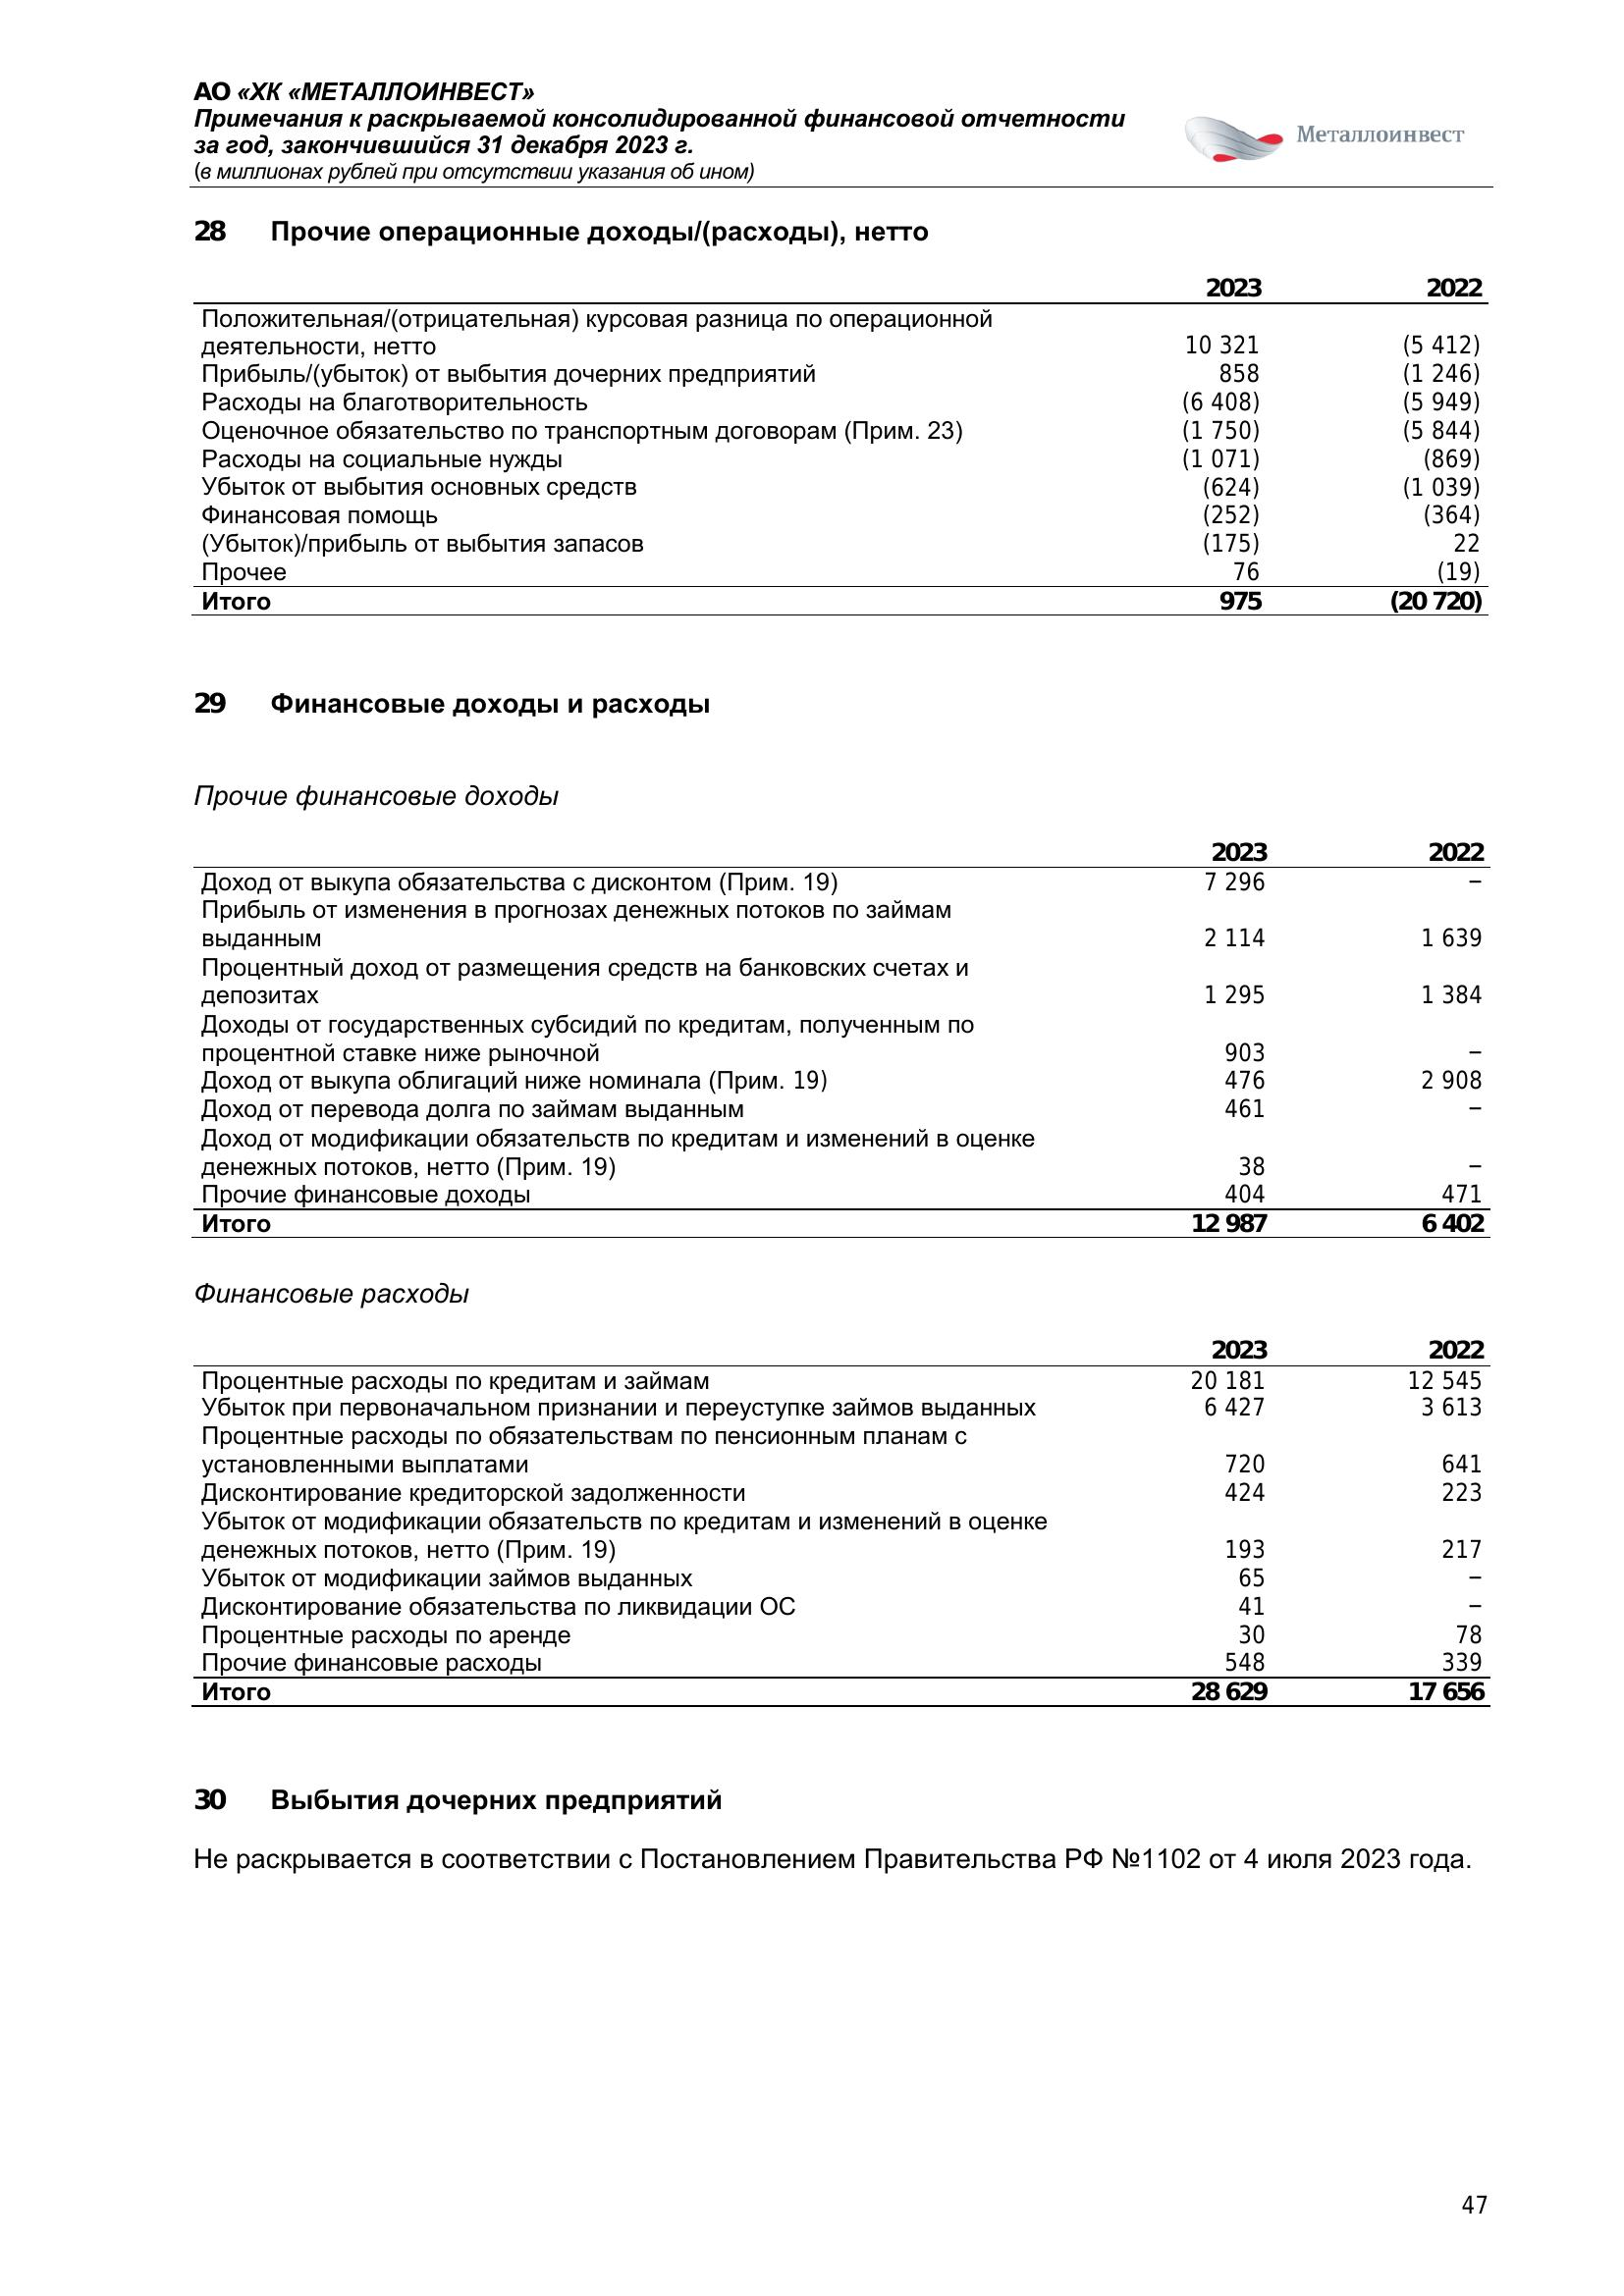 АО «ХК «МЕТАЛЛОИНВЕСТ»
Примечания к раскрываемой консолидированной финансовой отчетности
за год, закончившийся 31 декабря 2023 г.
(в миллионах рублей при отсутствии указания об ином)
Металлоинвест
28 Прочие операционные доходы/(расходы), нетто
2023 2022
Положительная/(отрицательная) курсовая разница по операционной
деятельности, нетто 10 321 (5 412)
Прибыль/(убыток) от выбытия дочерних предприятий 858 (1 246)
Расходы на благотворительность (6 408) (5 949)
Оценочное обязательство по транспортным договорам (Прим. 23) (1 750) (5 844)
Расходы на социальные нужды (1 071) (869)
Убыток от выбытия основных средств (624) (1 039)
Финансовая помощь (252) (364)
(Убыток)/прибыль от выбытия запасов (175) 22
Прочее 76 (19)
Итого 975 (20 720)
29 Финансовые доходы и расходы
Прочие финансовые доходы
2023 2022
Доход от выкупа обязательства с дисконтом (Прим. 19) 7 296 –
Прибыль от изменения в прогнозах денежных потоков по займам
выданным 2 114 1 639
Процентный доход от размещения средств на банковских счетах и
депозитах 1 295 1 384
Доходы от государственных субсидий по кредитам, полученным по
процентной ставке ниже рыночной 903 –
Доход от выкупа облигаций ниже номинала (Прим. 19) 476 2 908
Доход от перевода долга по займам выданным 461 –
Доход от модификации обязательств по кредитам и изменений в оценке
денежных потоков, нетто (Прим. 19) 38 –
Прочие финансовые доходы 404 471
Итого 12 987 6 402
Финансовые расходы
2023 2022
Процентные расходы по кредитам и займам 20 181 12 545
Убыток при первоначальном признании и переуступке займов выданных 6 427 3 613
Процентные расходы по обязательствам по пенсионным планам с
установленными выплатами 720 641
Дисконтирование кредиторской задолженности 424 223
Убыток от модификации обязательств по кредитам и изменений в оценке
денежных потоков, нетто (Прим. 19) 193 217
Убыток от модификации займов выданных 65 –
Дисконтирование обязательства по ликвидации ОС 41 –
Процентные расходы по аренде 30 78
Прочие финансовые расходы 548 339
Итого 28 629 17 656
30 Выбытия дочерних предприятий
Не раскрывается в соответствии с Постановлением Правительства РФ №1102 от 4 июля 2023 года.
47